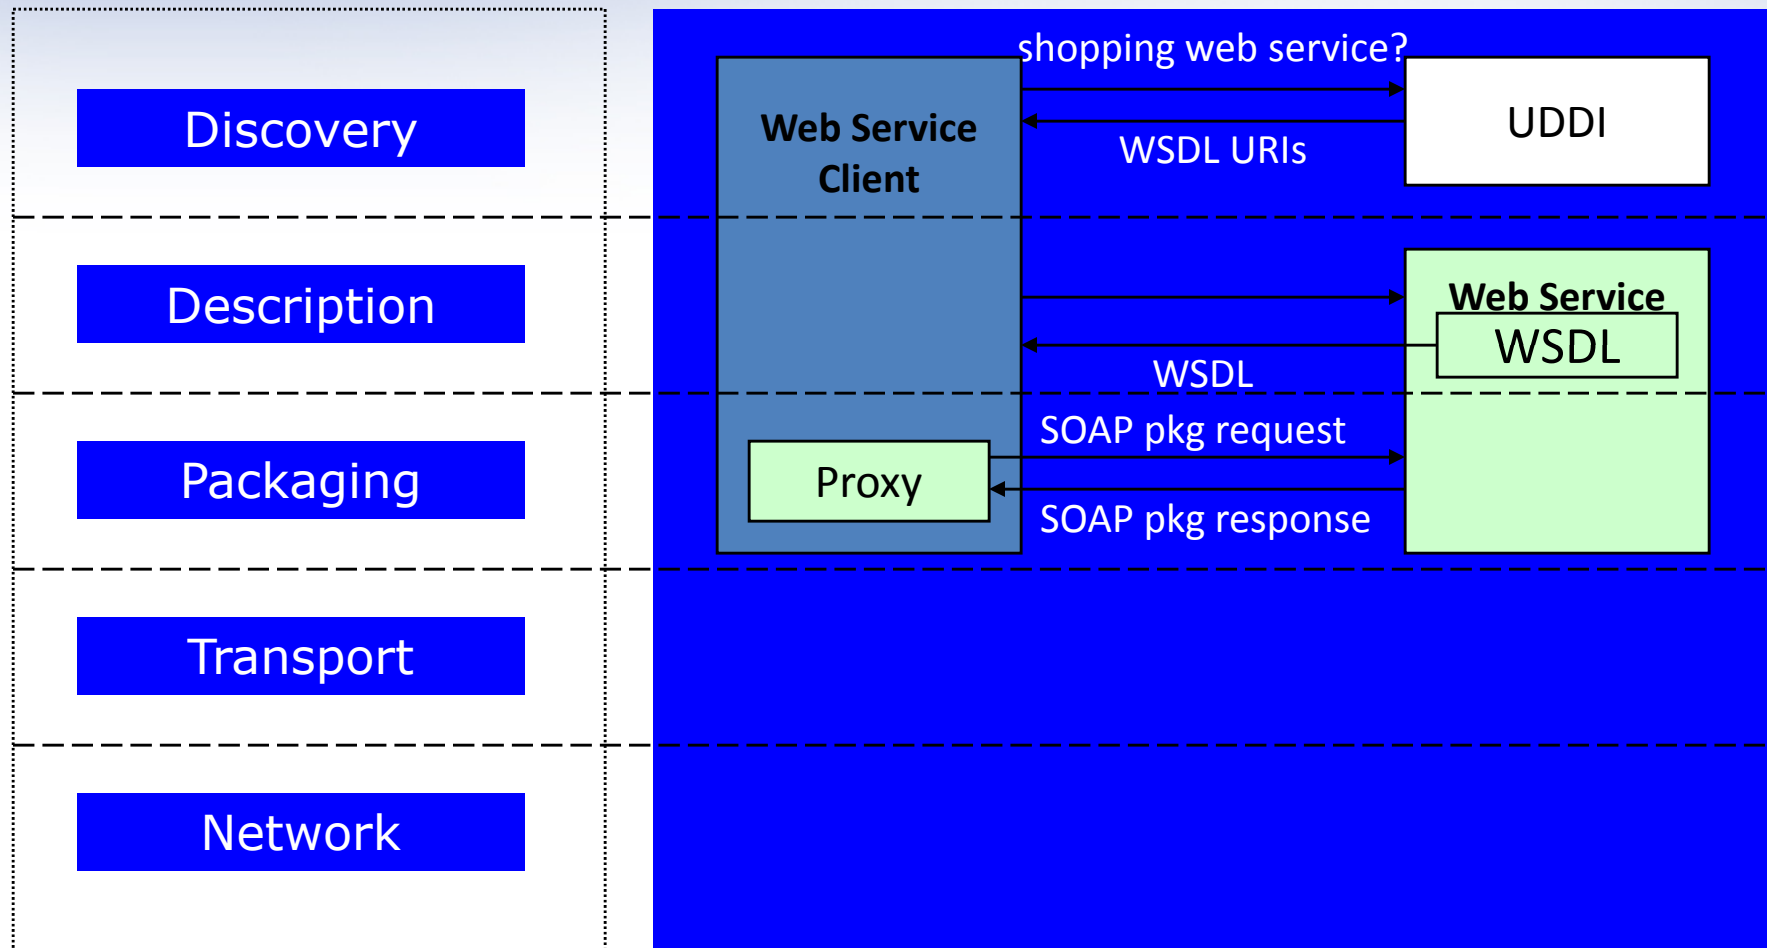 Discovery
Description
Packaging
Transport
Network
shopping web service?
Web Service
Client
WSDL URIs
UDDI
Web Service
WSDL
WSDL
SOAP pkg request
Proxy
SOAP pkg response